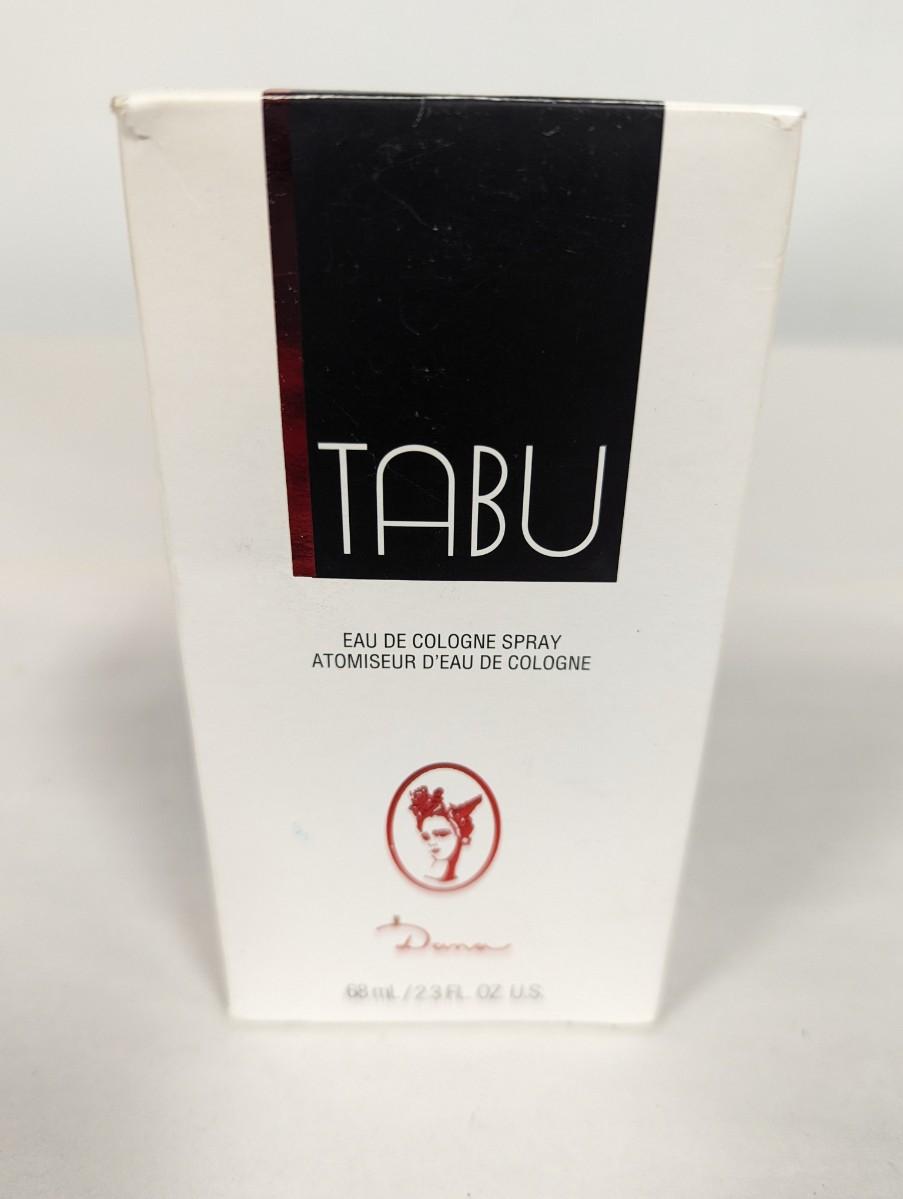 TABU
EAU DE COLOGNE SPRAY
ATOMISEUR D'EAU DE COLOGNE
Dana
68 mL / 2.3 FL. OZ U.S.